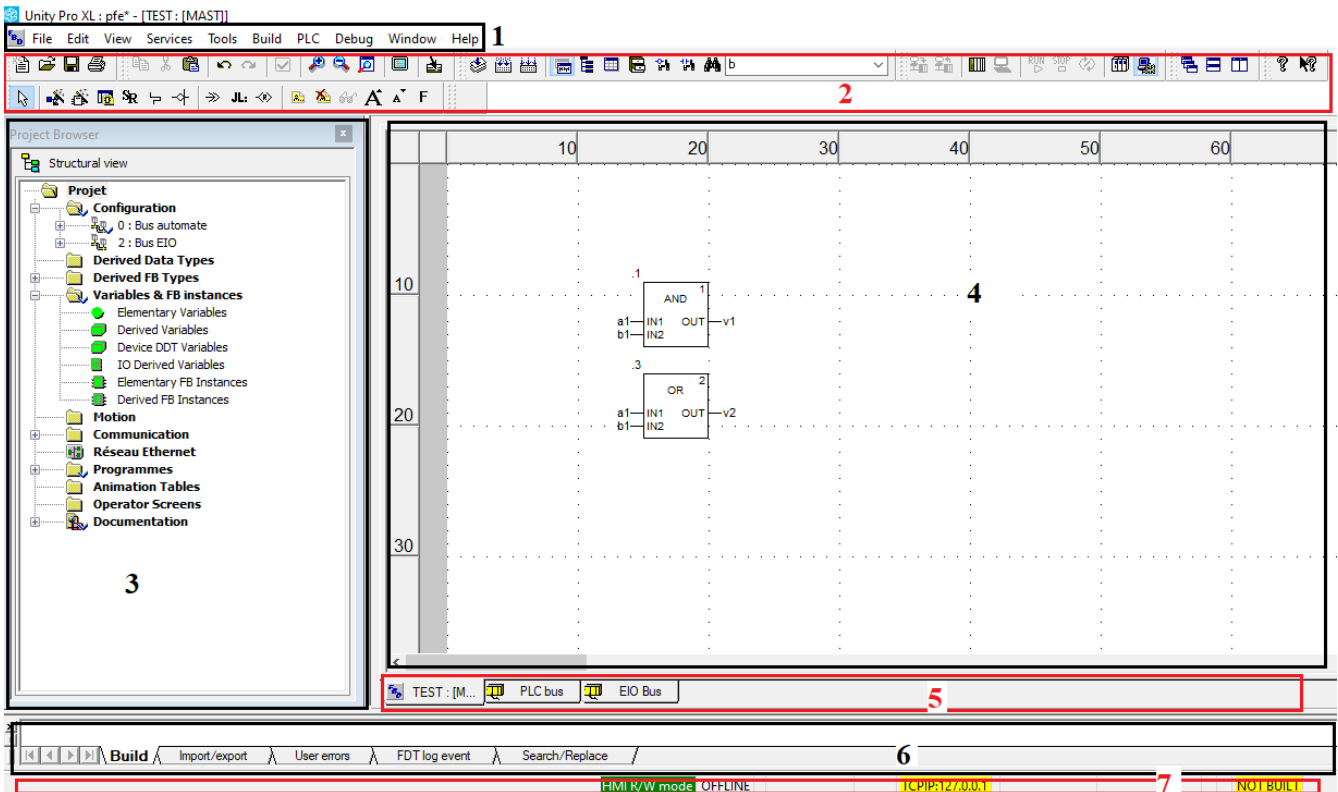 Unity Pro XL : pfe* - [TEST : [MAST]]
File Edit View Services Tools Build PLC Debug Window Help 1
b
RUN STOP
SR JL: A A F
2
Project Browser
Structural view
Projet
Configuration
0 : Bus automate
2 : Bus EIO
Derived Data Types
Derived FB Types
Variables & FB instances
Elementary Variables
Derived Variables
Device DDT Variables
IO Derived Variables
Elementary FB Instances
Derived FB Instances
Motion
Communication
Réseau Ethernet
Programmes
Animation Tables
Operator Screens
Documentation
3
10 20 30 40 50 60
10
.1
1
AND
a1 IN1 OUT v1
b1 IN2
4
.3
2
OR
20
a1 IN1 OUT v2
b1 IN2
30
TEST : [M... PLC bus EIO Bus
5
Build Import/export User errors FDT log event Search/Replace
6
HMI R/W mode OFFLINE TCPIP:127.0.0.1 7 NOT BUILT